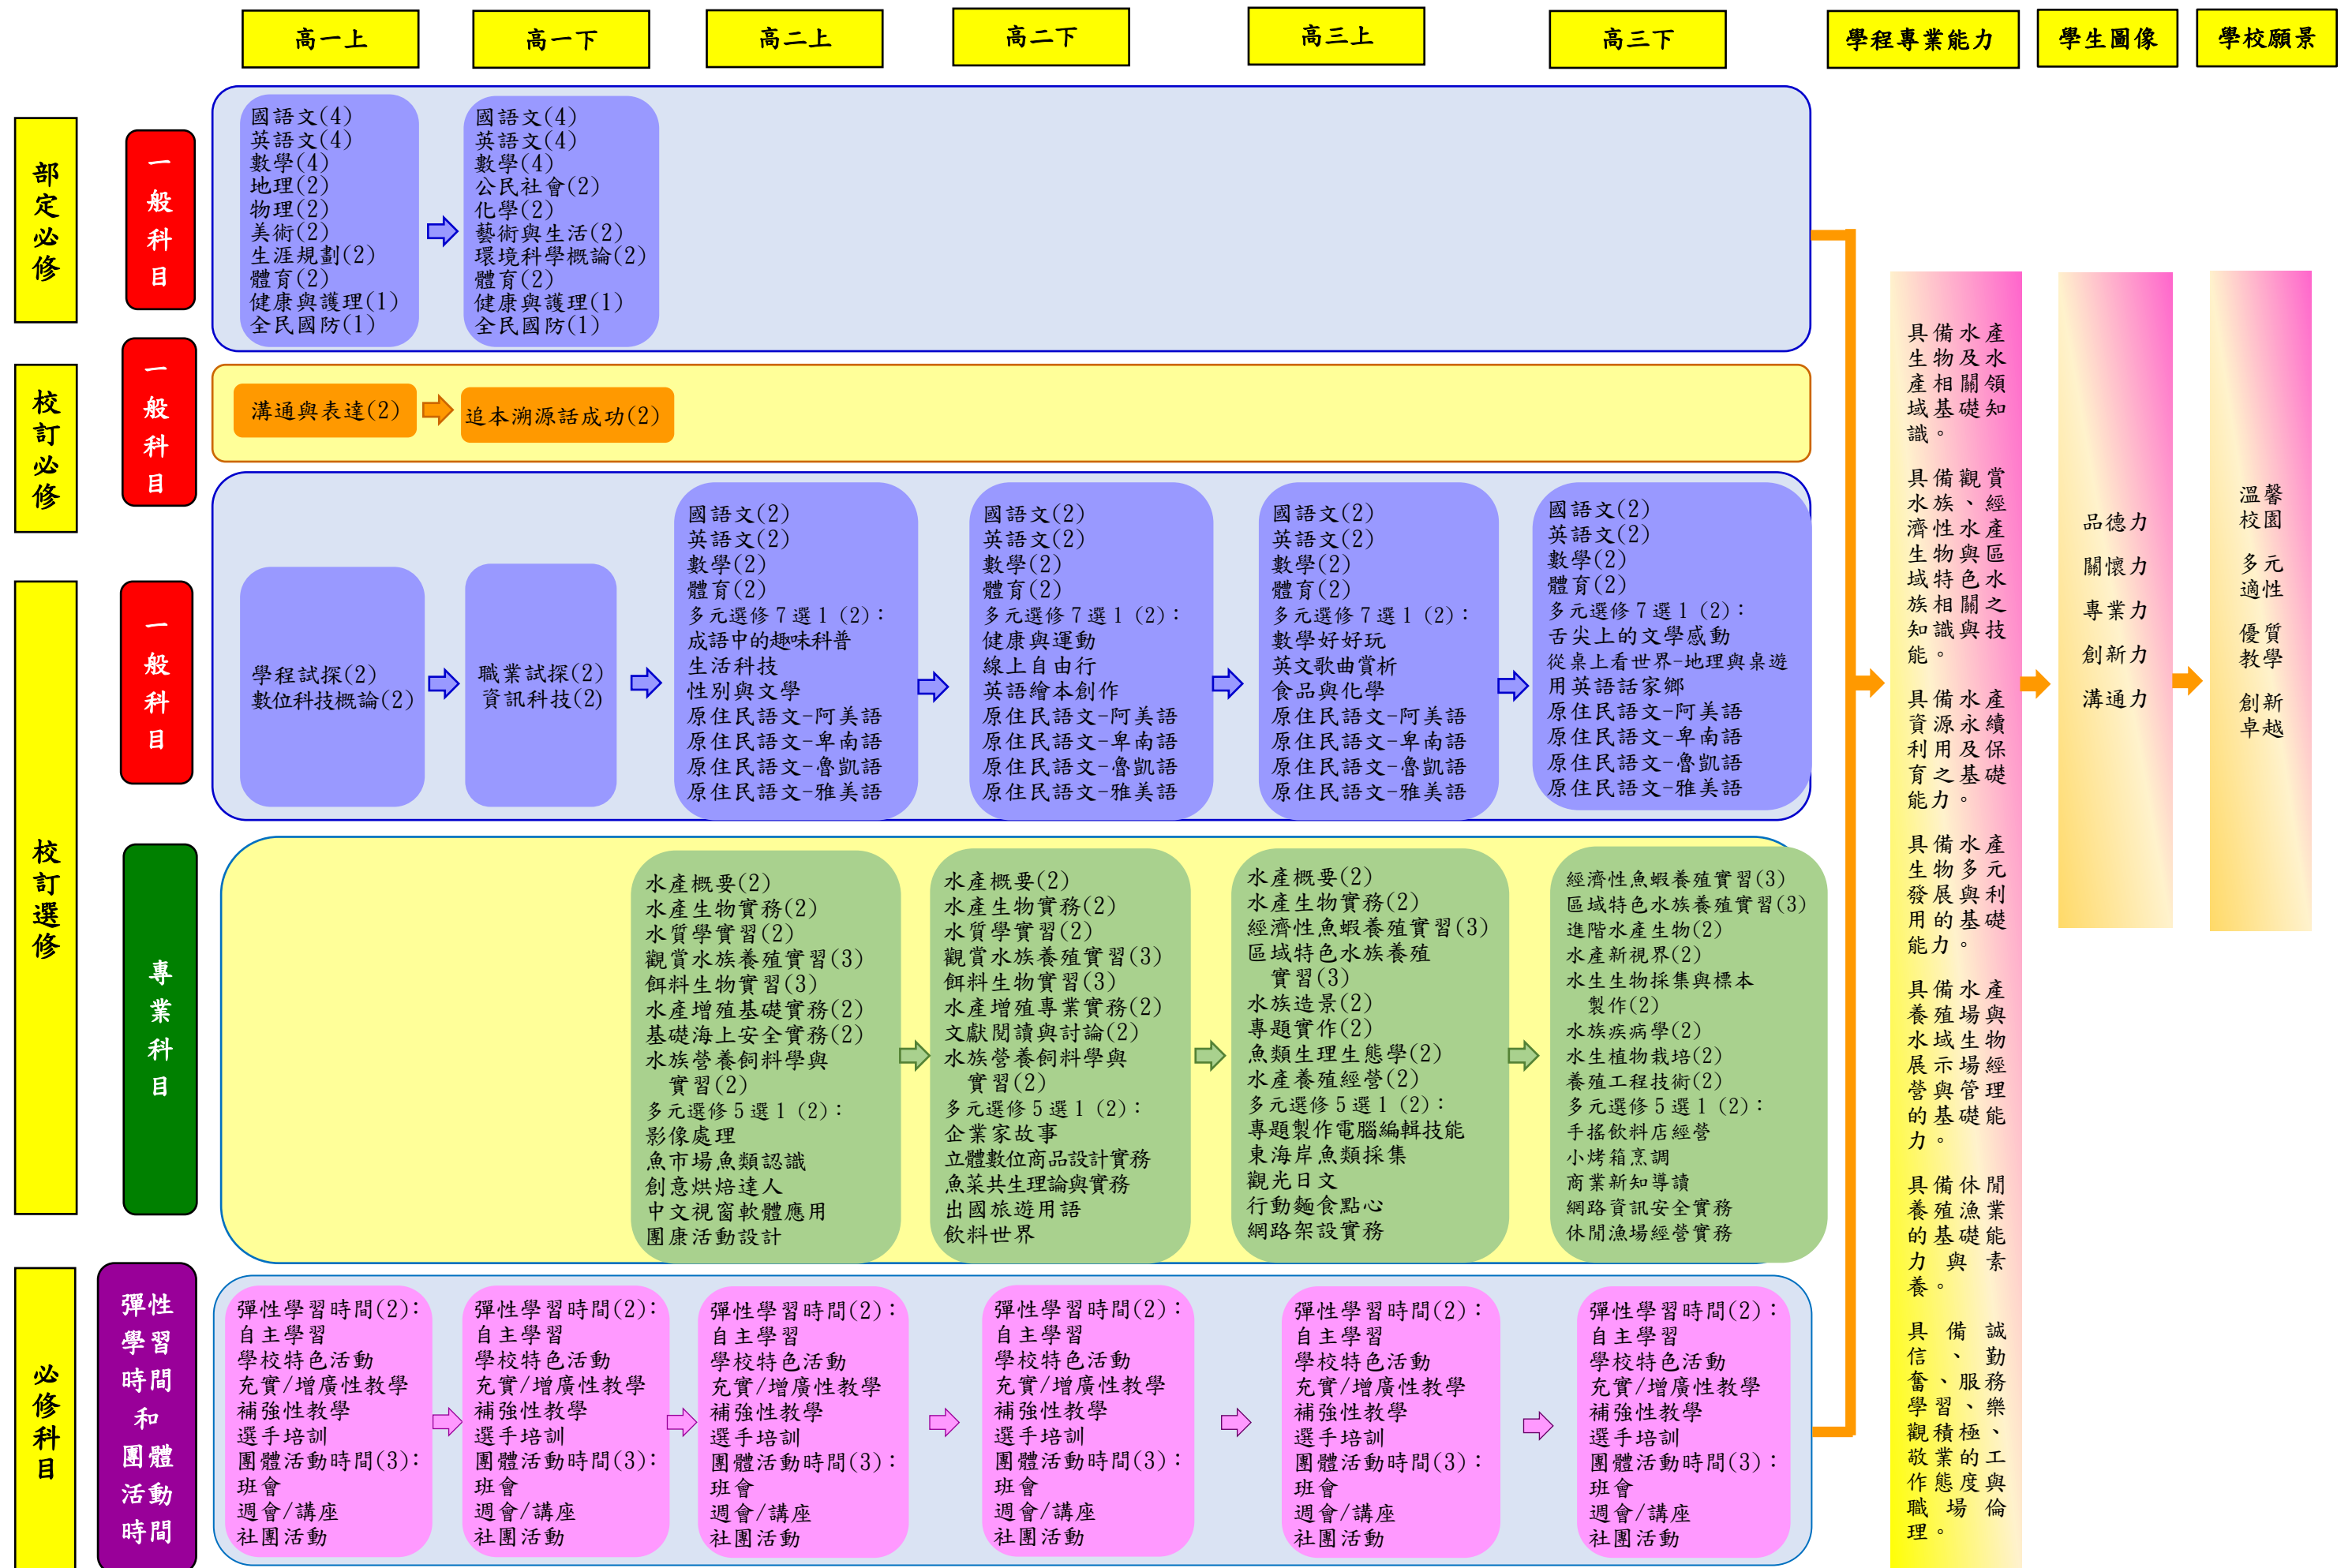 高一上
高一下
高二上
高二下
高三上
高三下
學程專業能力
學生圖像
學校願景
部定必修
一般科目
國語文(4)
英語文(4)
數學(4)
地理(2)
物理(2)
美術(2)
生涯規劃(2)
體育(2)
健康與護理(1)
全民國防(1)
國語文(4)
英語文(4)
數學(4)
公民社會(2)
化學(2)
藝術與生活(2)
環境科學概論(2)
體育(2)
健康與護理(1)
全民國防(1)
校訂必修
一般科目
溝通與表達(2)
追本溯源話成功(2)
校訂選修
一般科目
學程試探(2)
數位科技概論(2)
職業試探(2)
資訊科技(2)
國語文(2)
英語文(2)
數學(2)
體育(2)
多元選修7選1 (2)：
成語中的趣味科普
生活科技
性別與文學
原住民語文-阿美語
原住民語文-卑南語
原住民語文-魯凱語
原住民語文-雅美語
國語文(2)
英語文(2)
數學(2)
體育(2)
多元選修7選1 (2)：
健康與運動
線上自由行
英語繪本創作
原住民語文-阿美語
原住民語文-卑南語
原住民語文-魯凱語
原住民語文-雅美語
國語文(2)
英語文(2)
數學(2)
體育(2)
多元選修7選1 (2)：
數學好好玩
英文歌曲賞析
食品與化學
原住民語文-阿美語
原住民語文-卑南語
原住民語文-魯凱語
原住民語文-雅美語
國語文(2)
英語文(2)
數學(2)
體育(2)
多元選修7選1 (2)：
舌尖上的文學感動
從桌上看世界-地理與桌遊
用英語話家鄉
原住民語文-阿美語
原住民語文-卑南語
原住民語文-魯凱語
原住民語文-雅美語
專業科目
水產概要(2)
水產生物實務(2)
水質學實習(2)
觀賞水族養殖實習(3)
餌料生物實習(3)
水產增殖基礎實務(2)
基礎海上安全實務(2)
水族營養飼料學與
實習(2)
多元選修5選1 (2)：
影像處理
魚市場魚類認識
創意烘焙達人
中文視窗軟體應用
團康活動設計
水產概要(2)
水產生物實務(2)
水質學實習(2)
觀賞水族養殖實習(3)
餌料生物實習(3)
水產增殖專業實務(2)
文獻閱讀與討論(2)
水族營養飼料學與
實習(2)
多元選修5選1 (2)：
企業家故事
立體數位商品設計實務
魚菜共生理論與實務
出國旅遊用語
飲料世界
水產概要(2)
水產生物實務(2)
經濟性魚蝦養殖實習(3)
區域特色水族養殖
實習(3)
水族造景(2)
專題實作(2)
魚類生理生態學(2)
水產養殖經營(2)
多元選修5選1 (2)：
專題製作電腦編輯技能
東海岸魚類採集
觀光日文
行動麵食點心
網路架設實務
經濟性魚蝦養殖實習(3)
區域特色水族養殖實習(3)
進階水產生物(2)
水產新視界(2)
水生生物採集與標本
製作(2)
水族疾病學(2)
水生植物栽培(2)
養殖工程技術(2)
多元選修5選1 (2)：
手搖飲料店經營
小烤箱烹調
商業新知導讀
網路資訊安全實務
休閒漁場經營實務
必修科目
彈性
學習
時間
和
團體
活動
時間
彈性學習時間(2)：
自主學習
學校特色活動
充實/增廣性教學
補強性教學
選手培訓
團體活動時間(3)：
班會
週會/講座
社團活動
彈性學習時間(2)：
自主學習
學校特色活動
充實/增廣性教學
補強性教學
選手培訓
團體活動時間(3)：
班會
週會/講座
社團活動
彈性學習時間(2)：
自主學習
學校特色活動
充實/增廣性教學
補強性教學
選手培訓
團體活動時間(3)：
班會
週會/講座
社團活動
彈性學習時間(2)：
自主學習
學校特色活動
充實/增廣性教學
補強性教學
選手培訓
團體活動時間(3)：
班會
週會/講座
社團活動
彈性學習時間(2)：
自主學習
學校特色活動
充實/增廣性教學
補強性教學
選手培訓
團體活動時間(3)：
班會
週會/講座
社團活動
彈性學習時間(2)：
自主學習
學校特色活動
充實/增廣性教學
補強性教學
選手培訓
團體活動時間(3)：
班會
週會/講座
社團活動
具備水產
生物及水
產相關領
域基礎知
識。
具備觀賞
水族、經
濟性水產
生物與區
域特色水
族相關之
知識與技
能。
具備水產
資源永續
利用及保
育之基礎
能力。
具備水產
生物多元
發展與利
用的基礎
能力。
具備水產
養殖場與
水域生物
展示場經
營與管理
的基礎能
力。
具備休閒
養殖漁業
的基礎能
力與素
養。
具備誠
信、勤
奮、服務
學習、樂
觀積極、
敬業的工
作態度與
職場倫
理。
品德力
關懷力
專業力
創新力
溝通力
溫馨
校園
多元
適性
優質
教學
創新
卓越